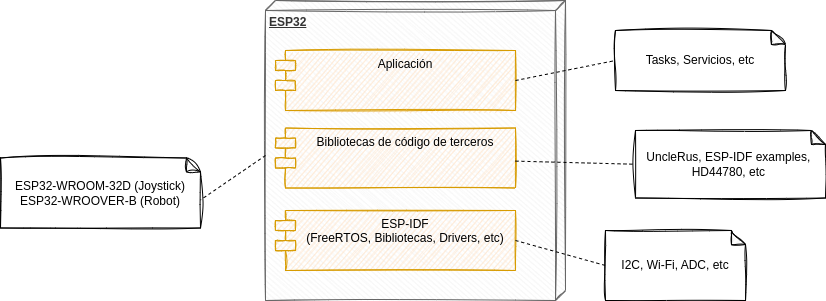 ESP32
Aplicación
Tasks, Servicios, etc
Bibliotecas de código de terceros
UncleRus, ESP-IDF examples,
HD44780, etc
ESP32-WROOM-32D (Joystick)
ESP32-WROOVER-B (Robot)
ESP-IDF
(FreeRTOS, Bibliotecas, Drivers, etc)
I2C, Wi-Fi, ADC, etc